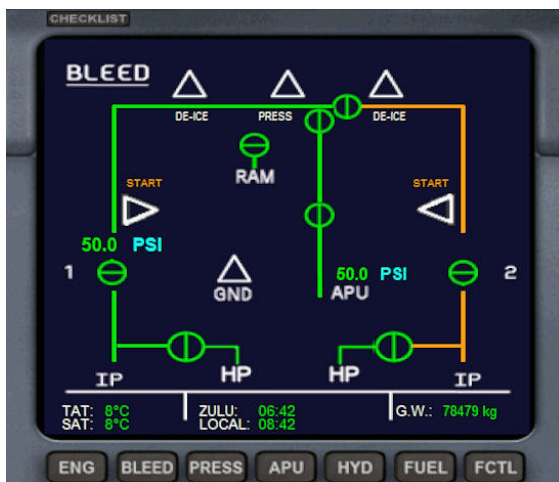 CHECKLIST
BLEED
DE-ICE PRESS DE-ICE
RAM
START START
50.0 PSI
1 2
GND
50.0 PSI
APU
HP HP
IP IP
TAT: 8°C ZULU: 06:42 G.W.: 78479 kg
SAT: 8°C LOCAL: 08:42
ENG BLEED PRESS APU HYD FUEL FCTL